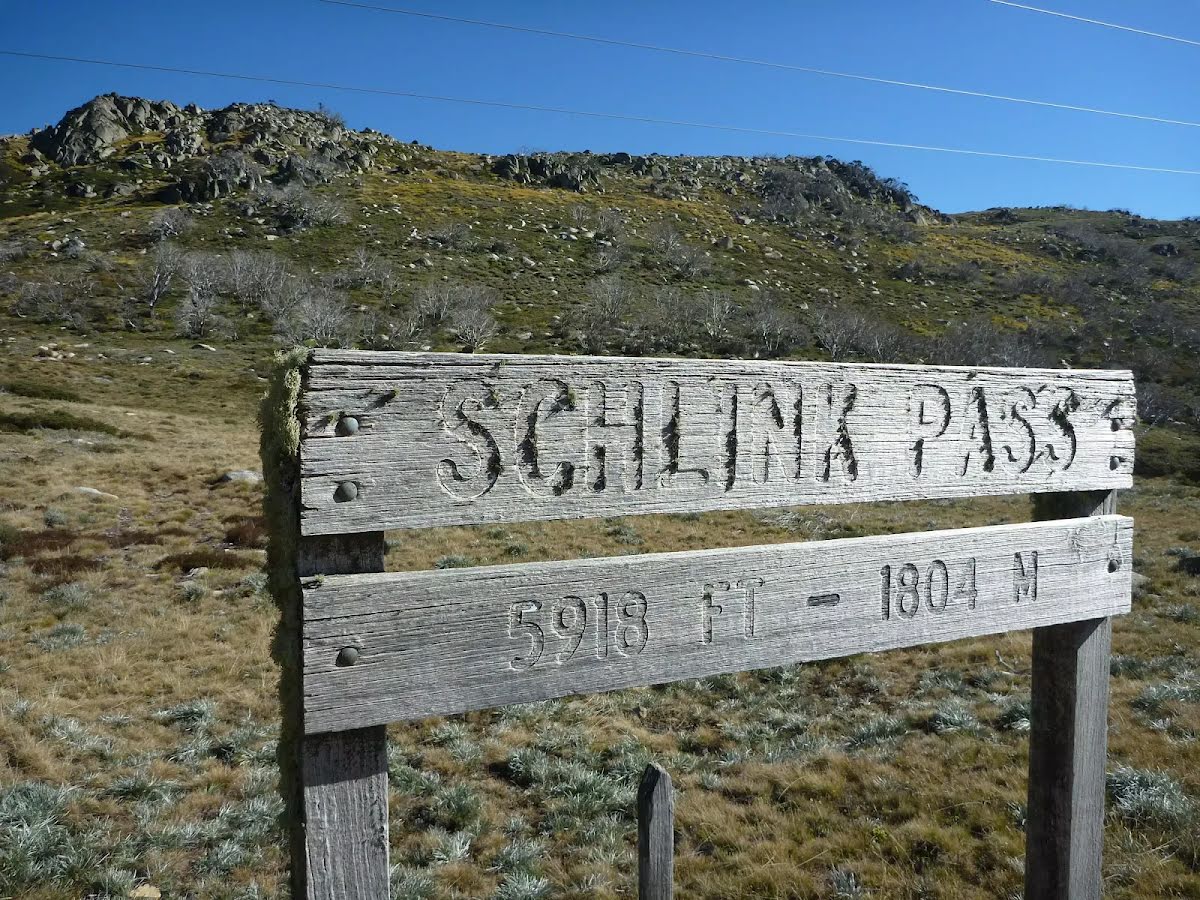 SCHLINK PASS
5918 FT - 1804 M